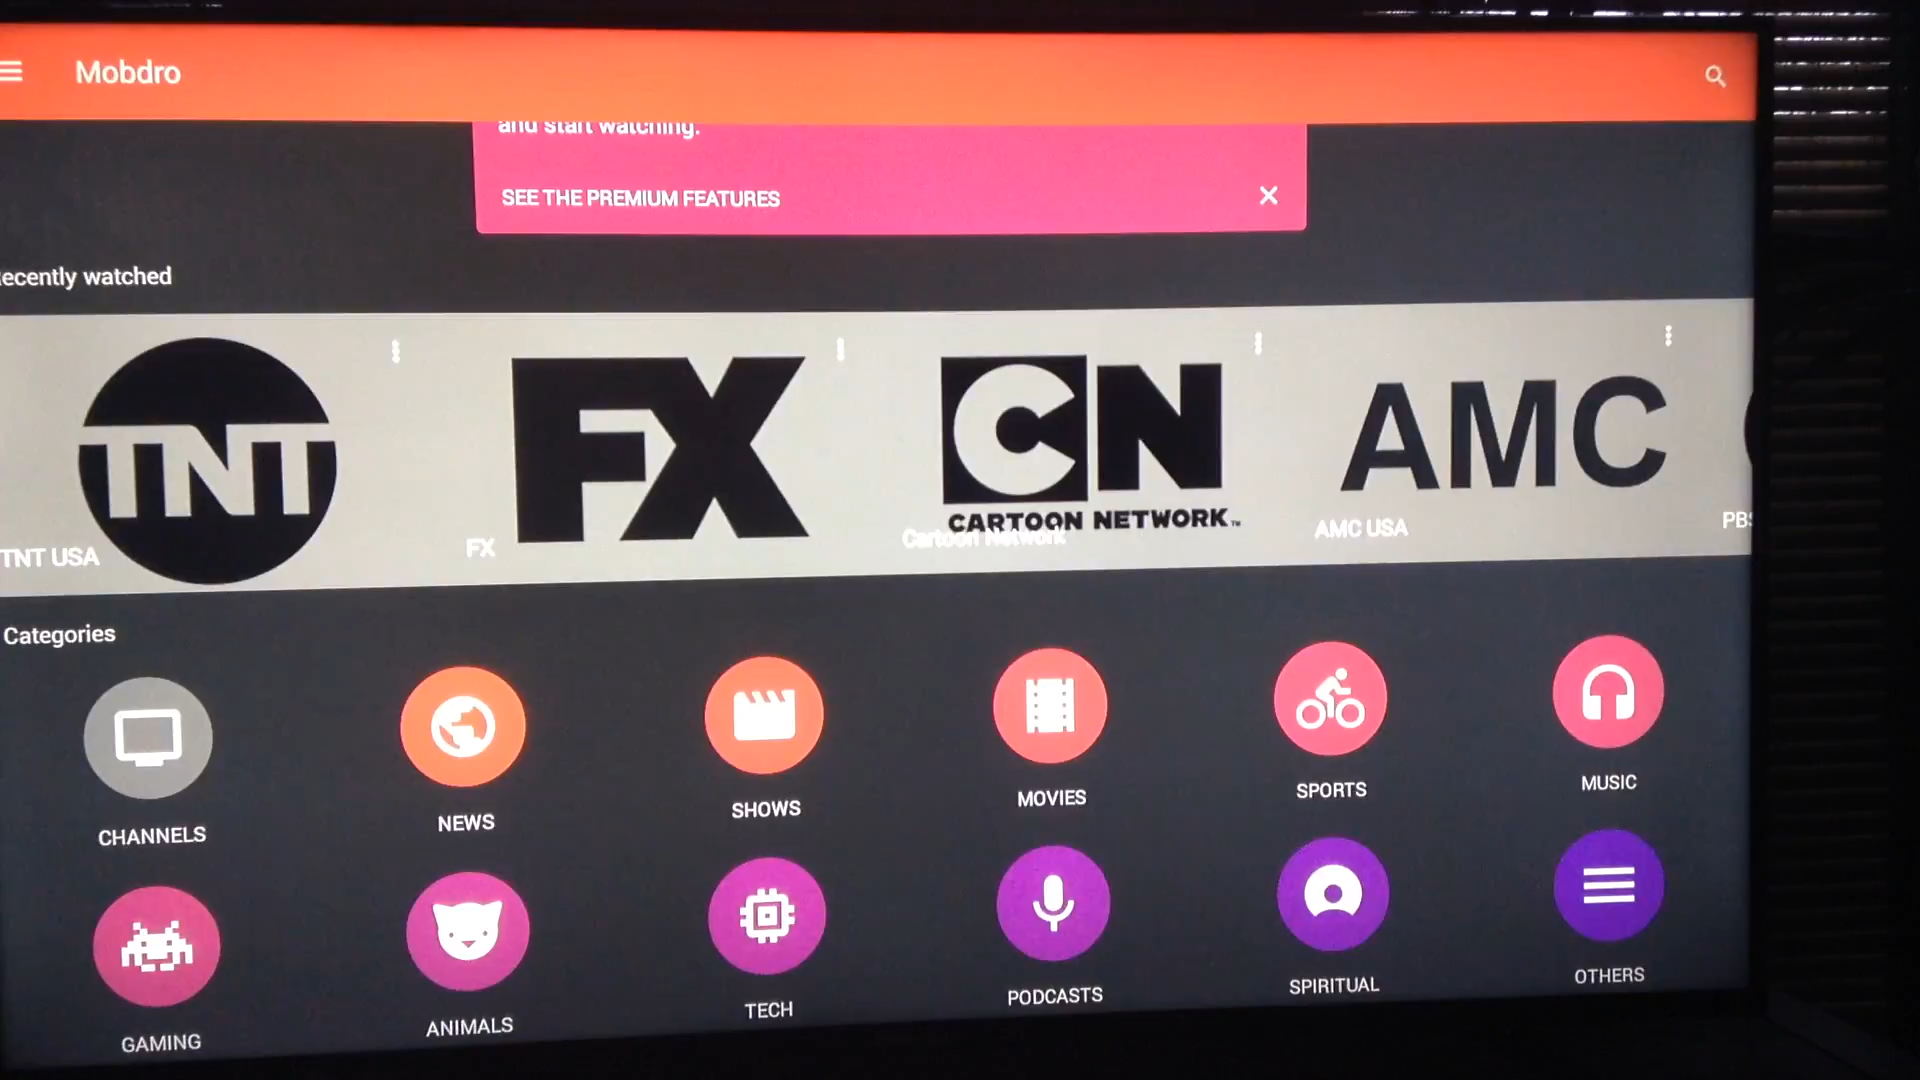 Mobdro
and start watching.
SEE THE PREMIUM FEATURES
ecently watched
TNT
FX
CN
CARTOON NETWORK™
AMC
TNT USA
FX
Cartoon Network
AMC USA
PBS
Categories
CHANNELS
NEWS
SHOWS
MOVIES
SPORTS
MUSIC
GAMING
ANIMALS
TECH
PODCASTS
SPIRITUAL
OTHERS